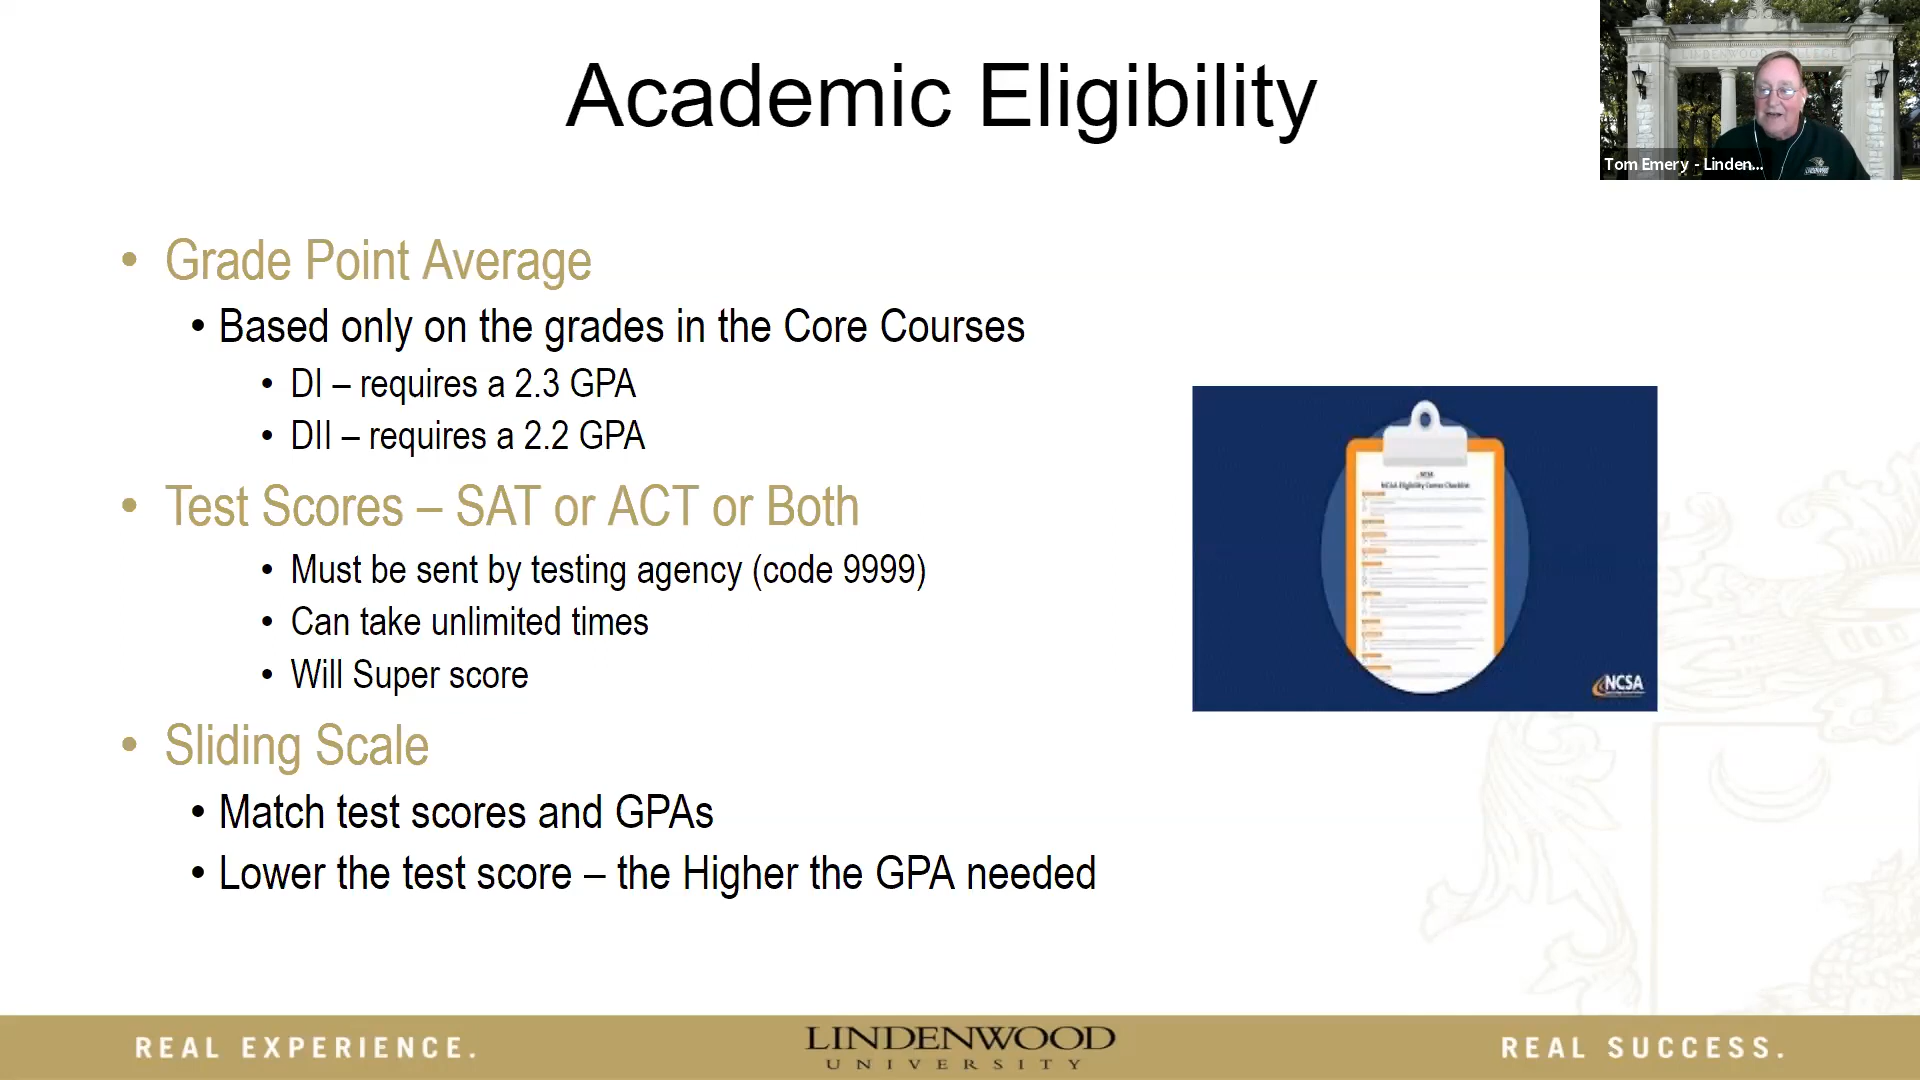 Academic Eligibility
LINDENWOOD COLLEGE
Tom Emery - Linden...
• Grade Point Average
• Based only on the grades in the Core Courses
• DI – requires a 2.3 GPA
• DII – requires a 2.2 GPA
• Test Scores – SAT or ACT or Both
• Must be sent by testing agency (code 9999)
• Can take unlimited times
• Will Super score
• Sliding Scale
• Match test scores and GPAs
• Lower the test score – the Higher the GPA needed
NCSA
REAL EXPERIENCE.
LINDENWOOD
UNIVERSITY
REAL SUCCESS.